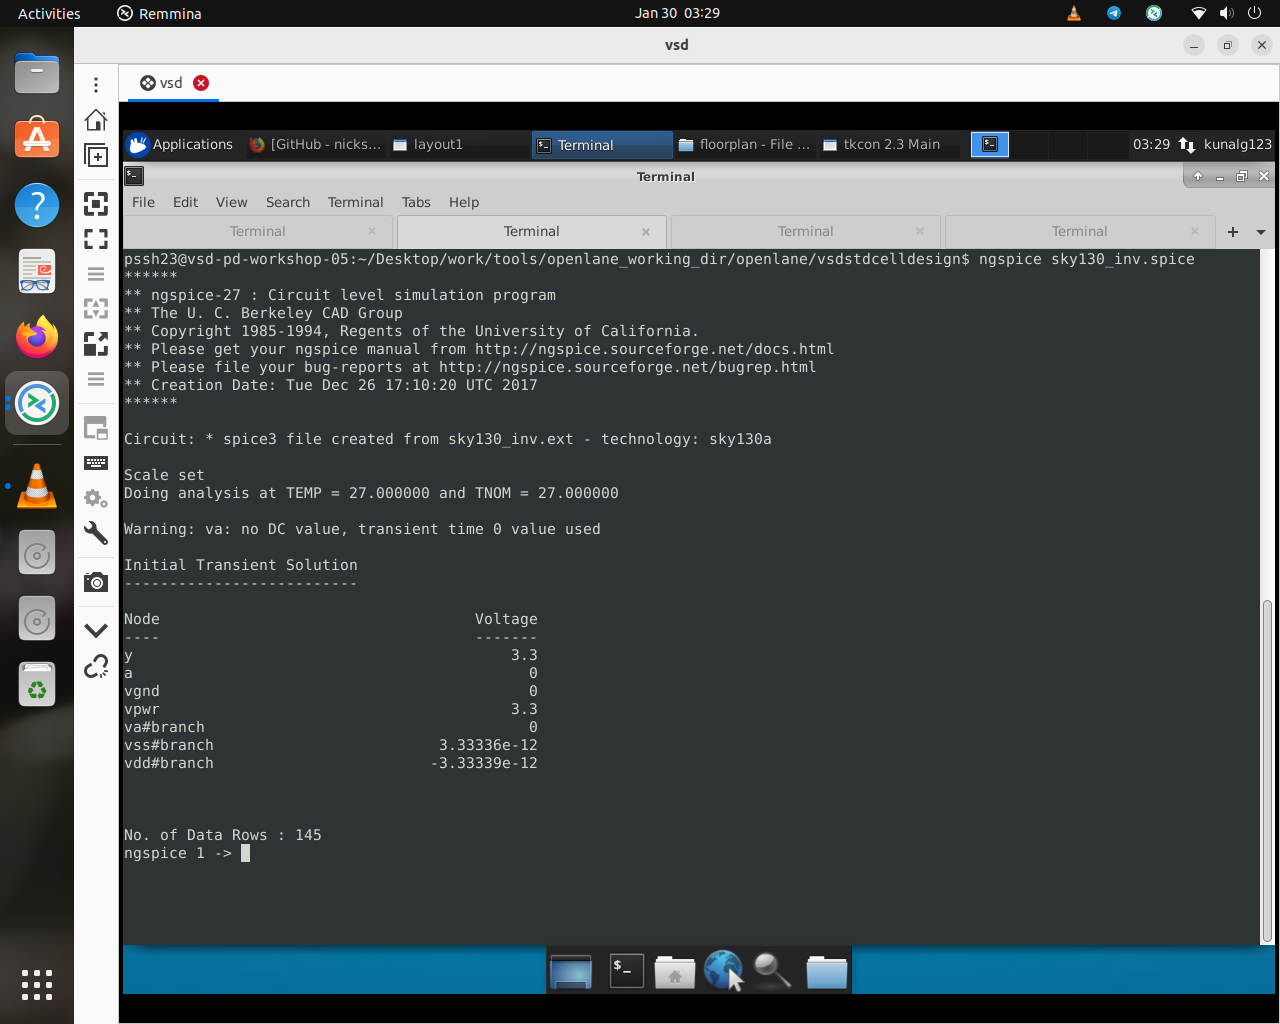 Activities
Remmina
Jan 30 03:29
vsd
vsd
Applications
[GitHub - nicks...
layout1
Terminal
floorplan - File ...
tkcon 2.3 Main
03:29
kunalg123
Terminal
File Edit View Search Terminal Tabs Help
Terminal
Terminal
Terminal
Terminal
pssh23@vsd-pd-workshop-05:~/Desktop/work/tools/openlane_working_dir/openlane/vsdstdcelldesign$ ngspice sky130_inv.spice
******
** ngspice-27 : Circuit level simulation program
** The U. C. Berkeley CAD Group
** Copyright 1985-1994, Regents of the University of California.
** Please get your ngspice manual from http://ngspice.sourceforge.net/docs.html
** Please file your bug-reports at http://ngspice.sourceforge.net/bugrep.html
** Creation Date: Tue Dec 26 17:10:20 UTC 2017
******
Circuit: * spice3 file created from sky130_inv.ext - technology: sky130a
Scale set
Doing analysis at TEMP = 27.000000 and TNOM = 27.000000
Warning: va: no DC value, transient time 0 value used
Initial Transient Solution
--------------------------
Node Voltage
---- -------
y 3.3
a 0
vgnd 0
vpwr 3.3
va#branch 0
vss#branch 3.33336e-12
vdd#branch -3.33339e-12
No. of Data Rows : 145
ngspice 1 ->